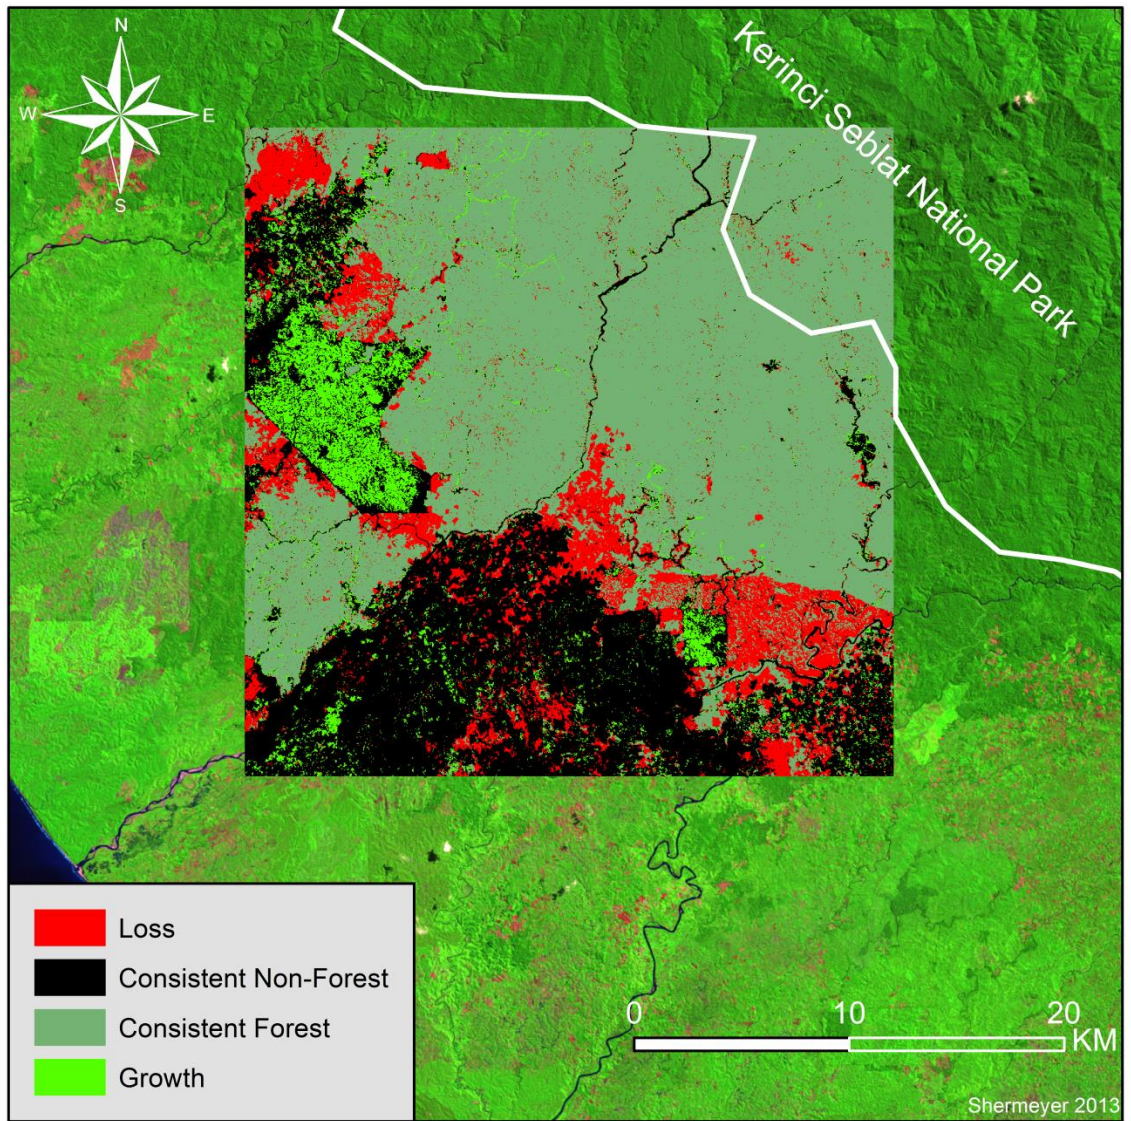 N
W E
S
Kerinci Seblat National Park
Loss
Consistent Non-Forest
Consistent Forest
Growth
0 10 20
KM
Shermeyer 2013